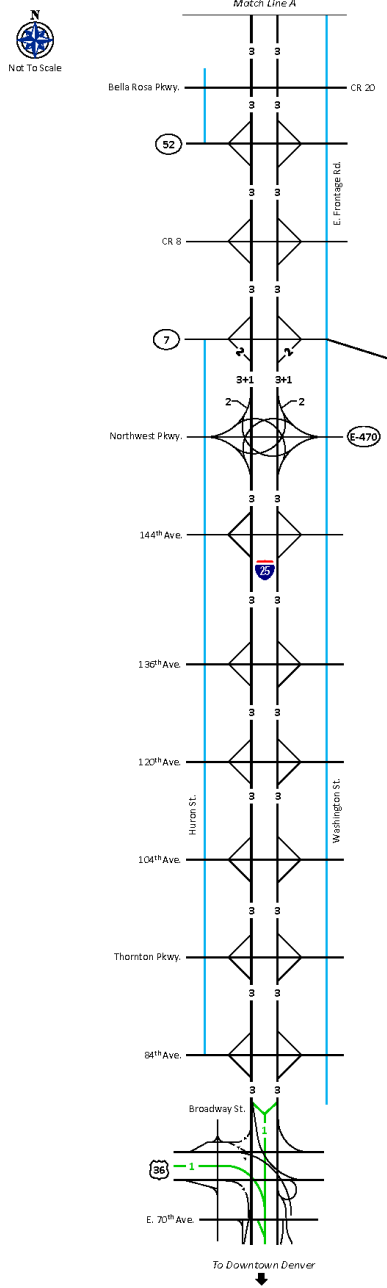 Match Line A
N
Not To Scale
3 3
Bella Rosa Pkwy. CR 20
3 3
52
E. Frontage Rd.
3 3
CR 8
3 3
7
2 2
3+1 3+1
2 2
Northwest Pkwy. E-470
3 3
144th Ave.
25
3 3
136th Ave.
3 3
120th Ave.
Huron St.
Washington St.
3 3
104th Ave.
3 3
Thornton Pkwy.
3 3
84th Ave.
3 3
Broadway St.
1
36 1
E. 70th Ave.
To Downtown Denver